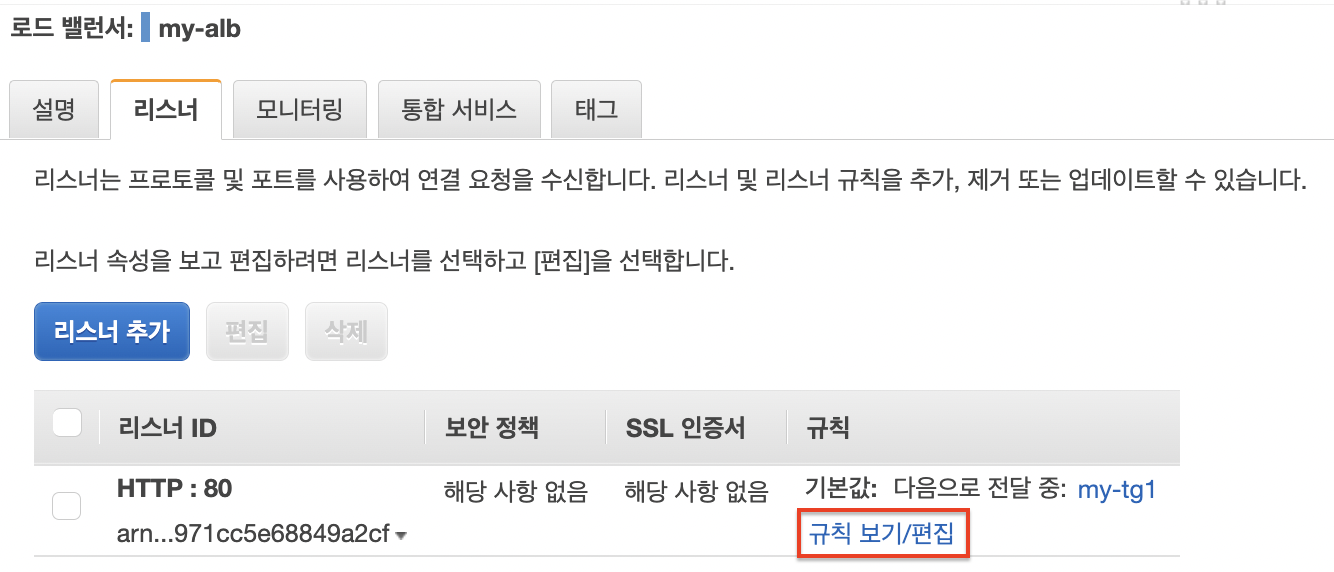 로드 밸런서: my-alb
설명 리스너 모니터링 통합 서비스 태그
리스너는 프로토콜 및 포트를 사용하여 연결 요청을 수신합니다. 리스너 및 리스너 규칙을 추가, 제거 또는 업데이트할 수 있습니다.
리스너 속성을 보고 편집하려면 리스너를 선택하고 [편집]을 선택합니다.
리스너 추가 편집 삭제
리스너 ID 보안 정책 SSL 인증서 규칙
HTTP : 80 해당 사항 없음 해당 사항 없음 기본값: 다음으로 전달 중: my-tg1
arn...971cc5e68849a2cf 규칙 보기/편집